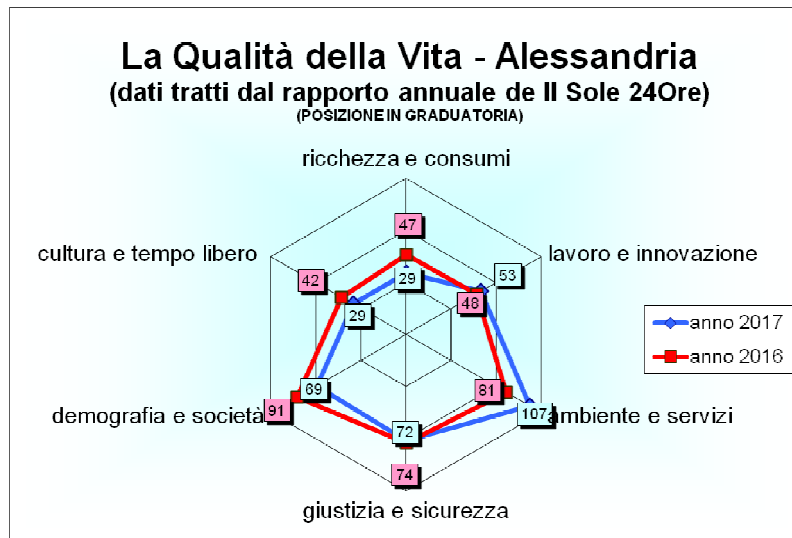 La Qualità della Vita - Alessandria
(dati tratti dal rapporto annuale de Il Sole 24Ore)
(POSIZIONE IN GRADUATORIA)
ricchezza e consumi
47
cultura e tempo libero
lavoro e innovazione
42
29
53
29
48
anno 2017
anno 2016
69
81
demografia e società
91
72
107
ambiente e servizi
74
giustizia e sicurezza